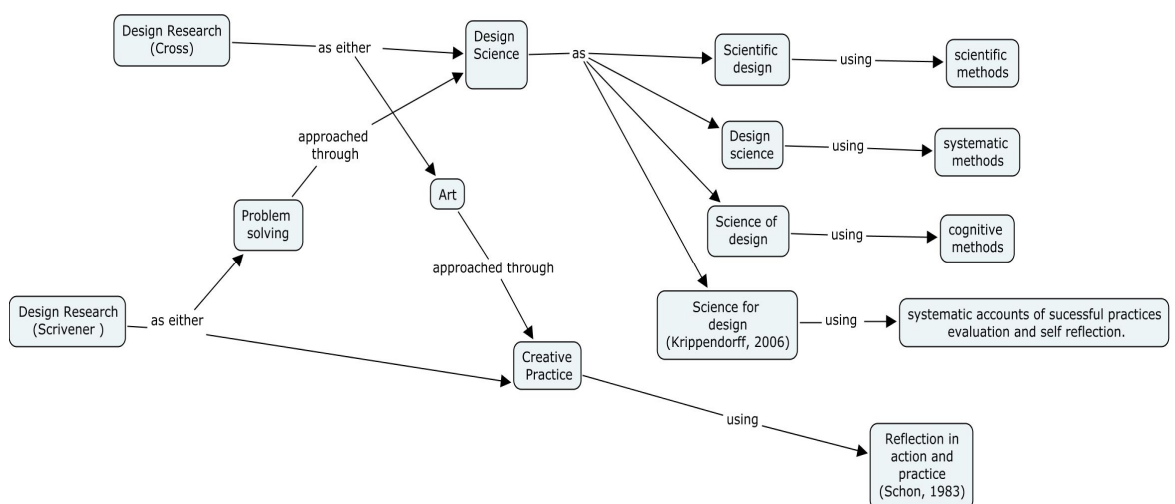 Design Research
(Cross)
as either
Design
Science
as
Scientific
design
using
scientific
methods
approached
through
Design
science
using
systematic
methods
Art
Problem
solving
Science of
design
using
cognitive
methods
approached through
Design Research
(Scrivener )
as either
Science for
design
(Krippendorff, 2006)
using
systematic accounts of sucessful practices
evaluation and self reflection.
Creative
Practice
using
Reflection in
action and
practice
(Schon, 1983)